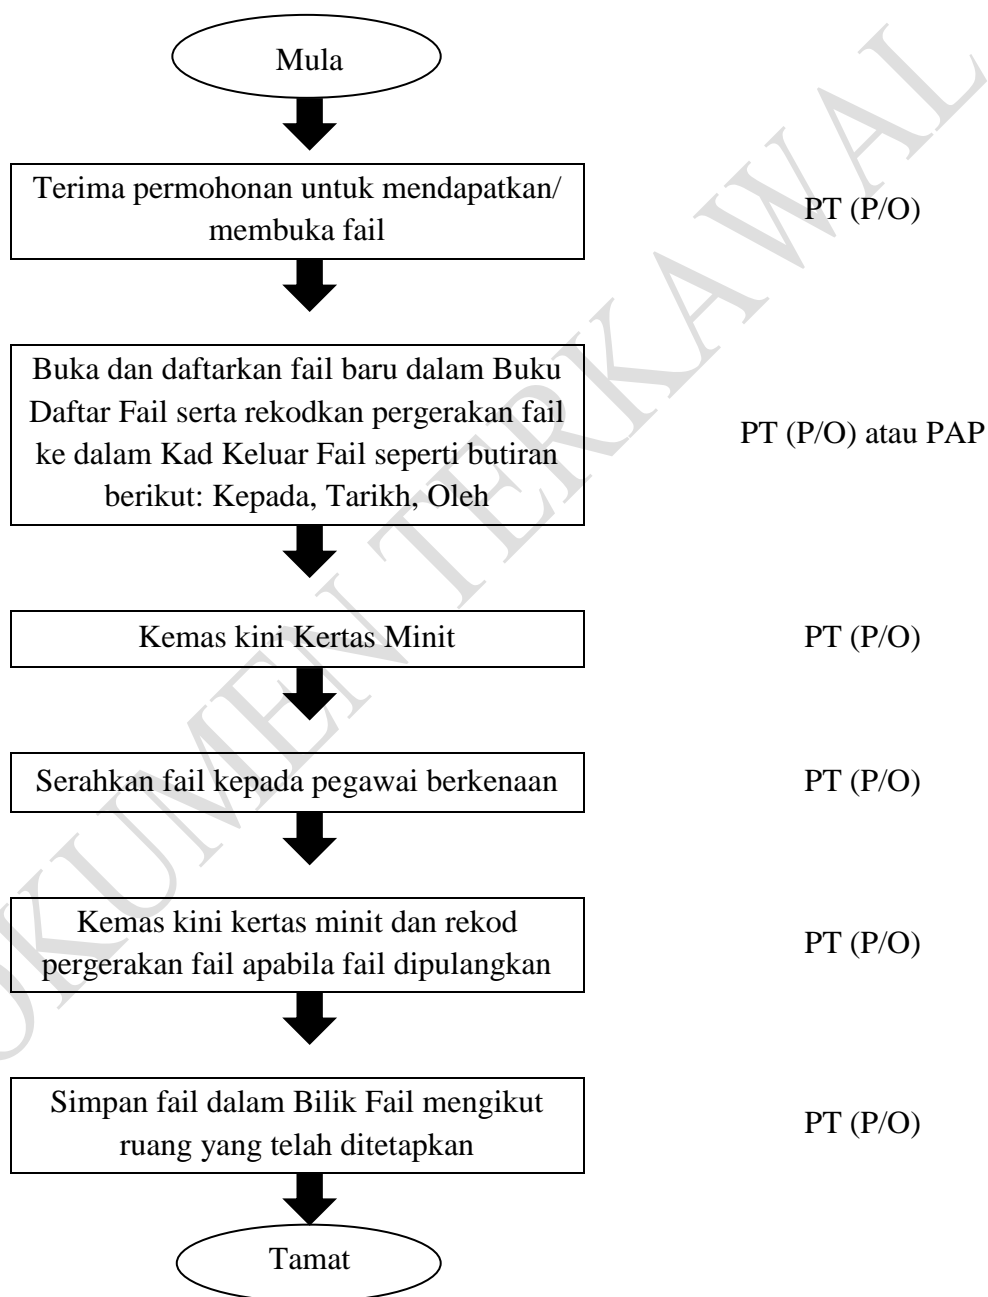 Mula
Terima permohonan untuk mendapatkan/
membuka fail
PT (P/O)
Buka dan daftarkan fail baru dalam Buku
Daftar Fail serta rekodkan pergerakan fail
ke dalam Kad Keluar Fail seperti butiran
berikut: Kepada, Tarikh, Oleh
PT (P/O) atau PAP
Kemas kini Kertas Minit
PT (P/O)
Serahkan fail kepada pegawai berkenaan
PT (P/O)
Kemas kini kertas minit dan rekod
pergerakan fail apabila fail dipulangkan
PT (P/O)
Simpan fail dalam Bilik Fail mengikut
ruang yang telah ditetapkan
PT (P/O)
Tamat
OKUMEN TERKAWAL